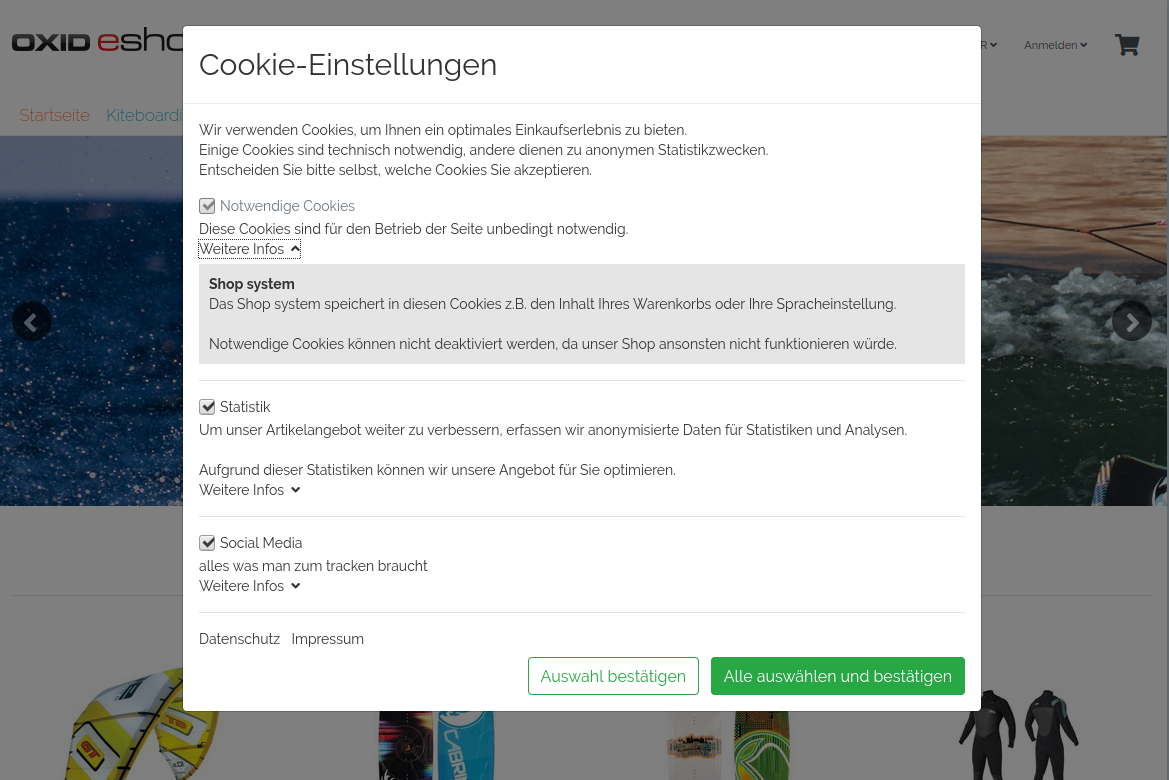 OXID esho
R
Anmelden
Startseite Kiteboardi
Cookie-Einstellungen
Wir verwenden Cookies, um Ihnen ein optimales Einkaufserlebnis zu bieten.
Einige Cookies sind technisch notwendig, andere dienen zu anonymen Statistikzwecken.
Entscheiden Sie bitte selbst, welche Cookies Sie akzeptieren.
Notwendige Cookies
Diese Cookies sind für den Betrieb der Seite unbedingt notwendig.
Weitere Infos
Shop system
Das Shop system speichert in diesen Cookies z.B. den Inhalt Ihres Warenkorbs oder Ihre Spracheinstellung.
Notwendige Cookies können nicht deaktiviert werden, da unser Shop ansonsten nicht funktionieren würde.
Statistik
Um unser Artikelangebot weiter zu verbessern, erfassen wir anonymisierte Daten für Statistiken und Analysen.
Aufgrund dieser Statistiken können wir unsere Angebot für Sie optimieren.
Weitere Infos
Social Media
alles was man zum tracken braucht
Weitere Infos
Datenschutz Impressum
Auswahl bestätigen
Alle auswählen und bestätigen
CABRIN